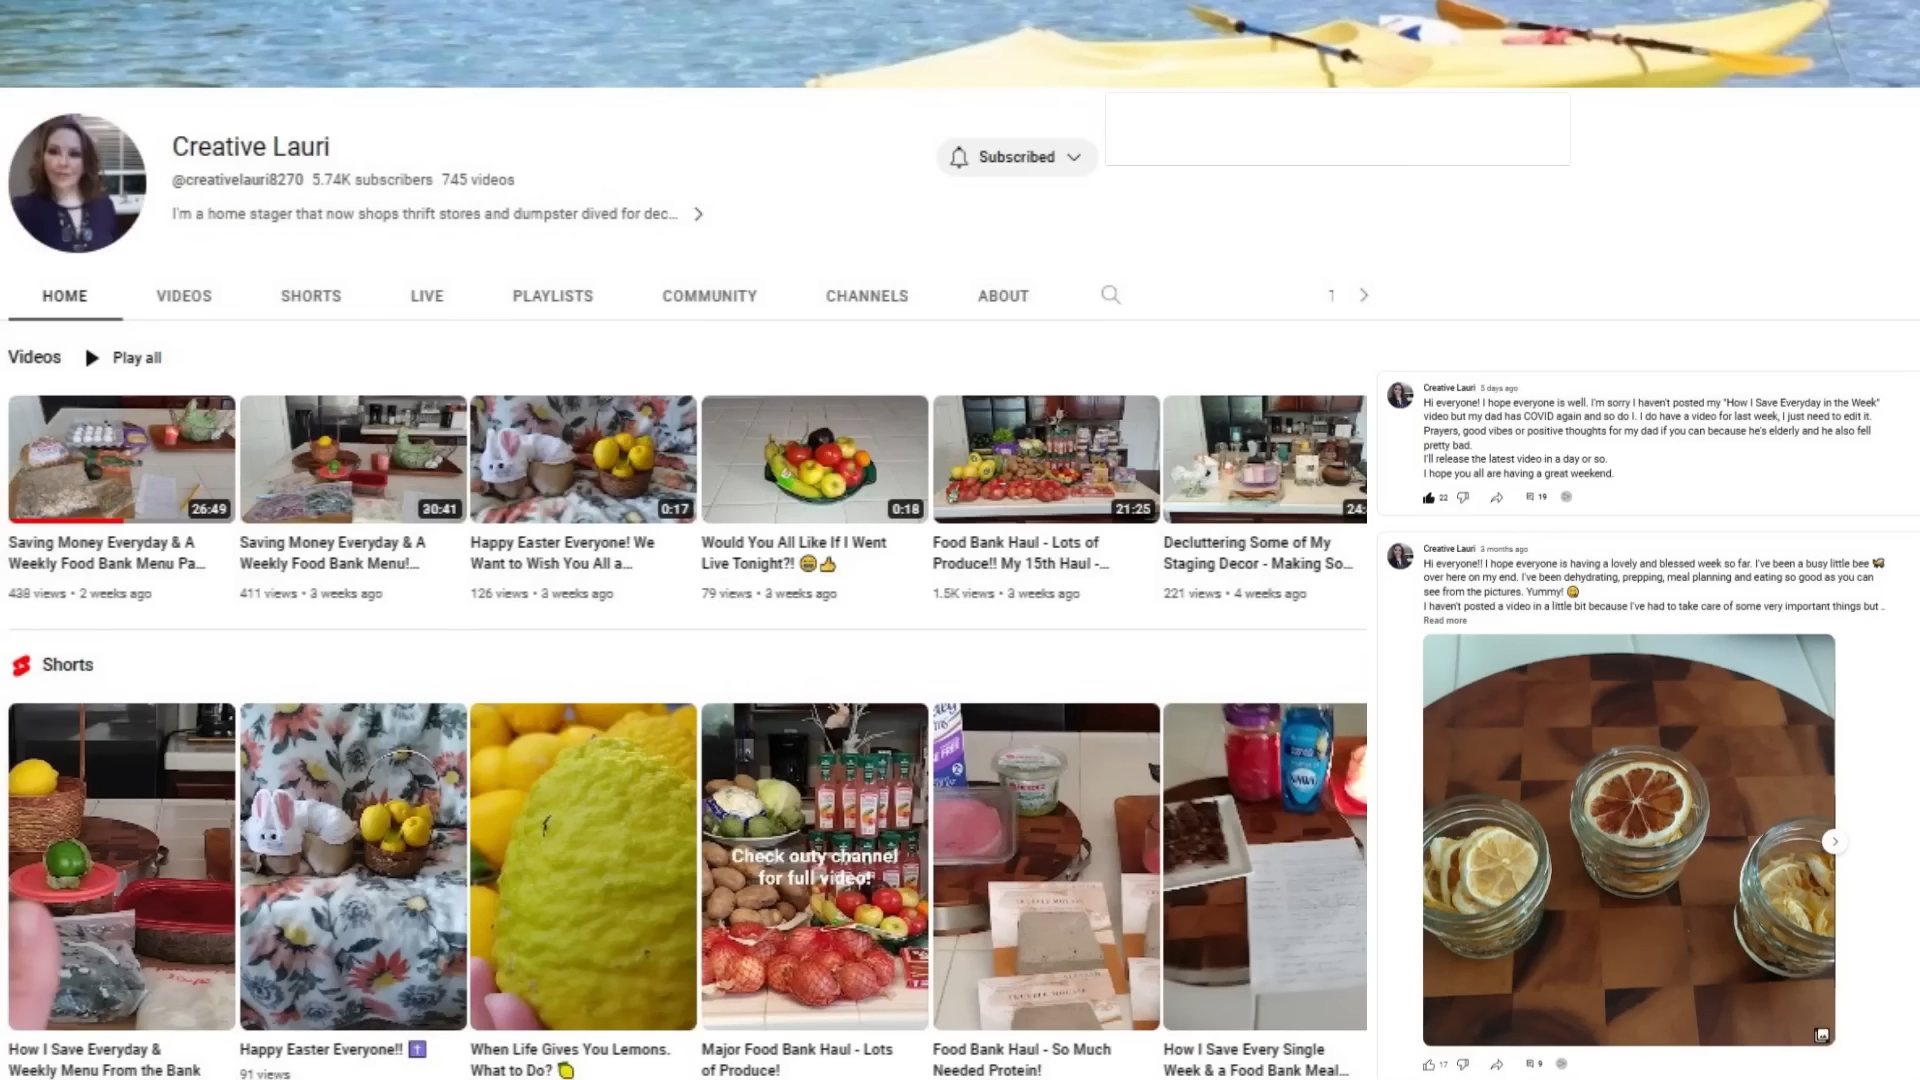 Creative Lauri
@creativelauri8270 5.74K subscribers 745 videos
I'm a home stager that now shops thrift stores and dumpster dived for dec...
Subscribed
HOME VIDEOS SHORTS LIVE PLAYLISTS COMMUNITY CHANNELS ABOUT
Videos Play all
26:49
30:41
0:17
0:18
21:25
24:
Saving Money Everyday & A
Weekly Food Bank Menu Pa...
438 views • 2 weeks ago
Saving Money Everyday & A
Weekly Food Bank Menu!...
411 views • 3 weeks ago
Happy Easter Everyone! We
Want to Wish You All a...
126 views • 3 weeks ago
Would You All Like If I Went
Live Tonight?! 😁👍
79 views • 3 weeks ago
Food Bank Haul - Lots of
Produce!! My 15th Haul -...
1.5K views • 3 weeks ago
Decluttering Some of My
Staging Decor - Making So...
221 views • 4 weeks ago
Shorts
Check outy channel
for full video!
How I Save Everyday &
Weekly Menu From the Bank
Happy Easter Everyone!! ✝️
91 views
When Life Gives You Lemons.
What to Do? 🍋
Major Food Bank Haul - Lots
of Produce!
Food Bank Haul - So Much
Needed Protein!
How I Save Every Single
Week & a Food Bank Meal...
Creative Lauri 5 days ago
Hi everyone! I hope everyone is well. I'm sorry I haven't posted my "How I Save Everyday in the Week"
video but my dad has COVID again and so do I. I do have a video for last week, I just need to edit it.
Prayers, good vibes or positive thoughts for my dad if you can because he's elderly and he also fell
pretty bad.
I'll release the latest video in a day or so.
I hope you all are having a great weekend.
22 19
Creative Lauri 3 months ago
Hi everyone!! I hope everyone is having a lovely and blessed week so far. I've been a busy little bee 🐝
over here on my end. I've been dehydrating, prepping, meal planning and eating so good as you can
see from the pictures. Yummy! 😋
I haven't posted a video in a little bit because I've had to take care of some very important things but ..
Read more
17 9